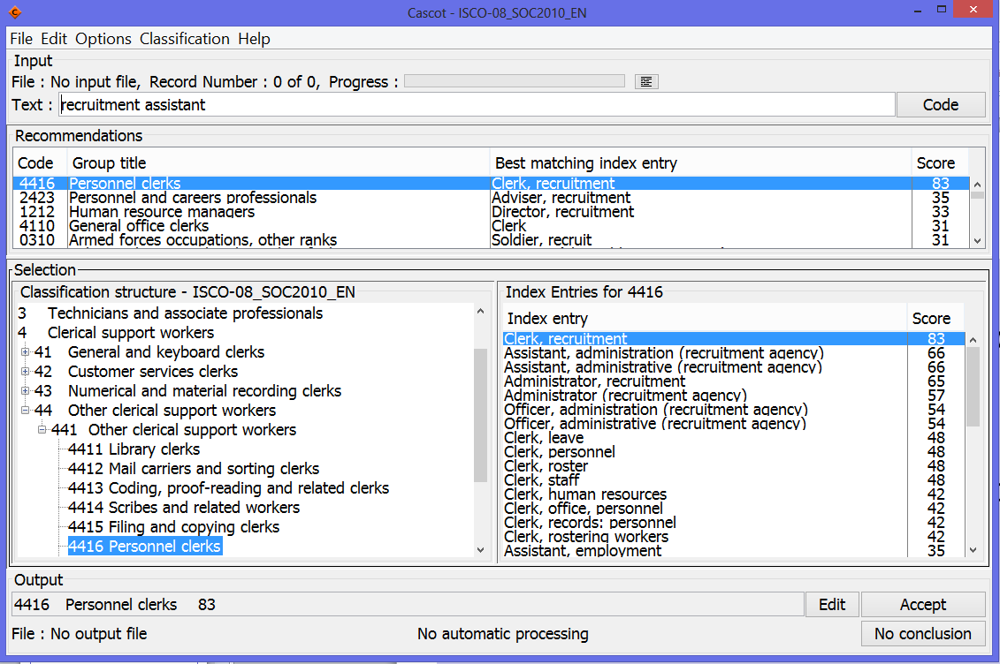 Cascot - ISCO-08_SOC2010_EN
File Edit Options Classification Help
Input
File : No input file, Record Number : 0 of 0, Progress :
Text : recruitment assistant Code
Recommendations
Code Group title Best matching index entry Score
4416 Personnel clerks Clerk, recruitment 83
2423 Personnel and careers professionals Adviser, recruitment 35
1212 Human resource managers Director, recruitment 33
4110 General office clerks Clerk 31
0310 Armed forces occupations, other ranks Soldier, recruit 31
Selection
Classification structure - ISCO-08_SOC2010_EN
3 Technicians and associate professionals
4 Clerical support workers
41 General and keyboard clerks
42 Customer services clerks
43 Numerical and material recording clerks
44 Other clerical support workers
441 Other clerical support workers
4411 Library clerks
4412 Mail carriers and sorting clerks
4413 Coding, proof-reading and related clerks
4414 Scribes and related workers
4415 Filing and copying clerks
4416 Personnel clerks
Index Entries for 4416
Index entry Score
Clerk, recruitment 83
Assistant, administration (recruitment agency) 66
Assistant, administrative (recruitment agency) 66
Administrator, recruitment 65
Administrator (recruitment agency) 57
Officer, administration (recruitment agency) 54
Officer, administrative (recruitment agency) 54
Clerk, leave 48
Clerk, personnel 48
Clerk, roster 48
Clerk, staff 48
Clerk, human resources 42
Clerk, office, personnel 42
Clerk, records: personnel 42
Clerk, rostering workers 42
Assistant, employment 35
Output
4416 Personnel clerks 83 Edit Accept
File : No output file No automatic processing No conclusion